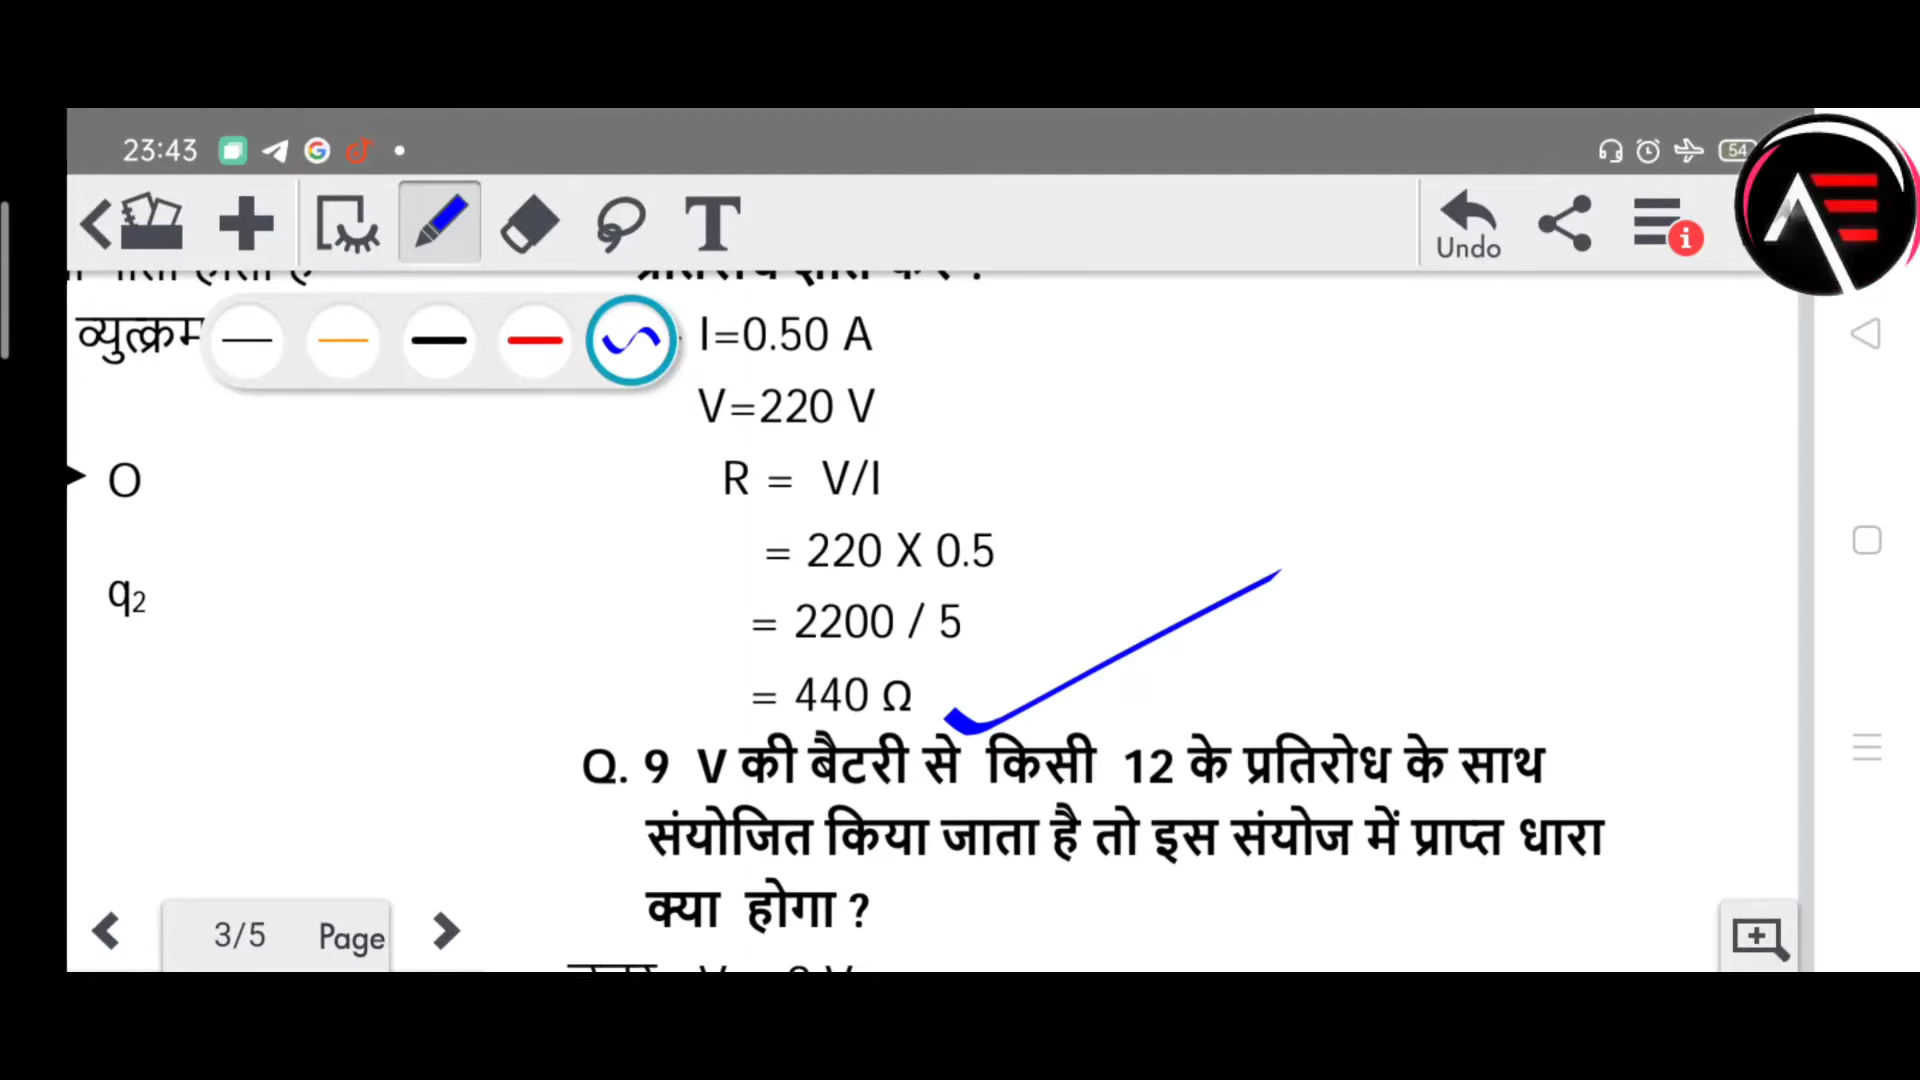 23:43
54
Undo
व्युत्क्रम
I=0.50 A
V=220 V
R = V/I
O
= 220 X 0.5
q₂
= 2200 / 5
= 440 Ω
Q. 9 V की बैटरी से किसी 12 के प्रतिरोध के साथ
संयोजित किया जाता है तो इस संयोज में प्राप्त धारा
क्या होगा ?
3/5 Page